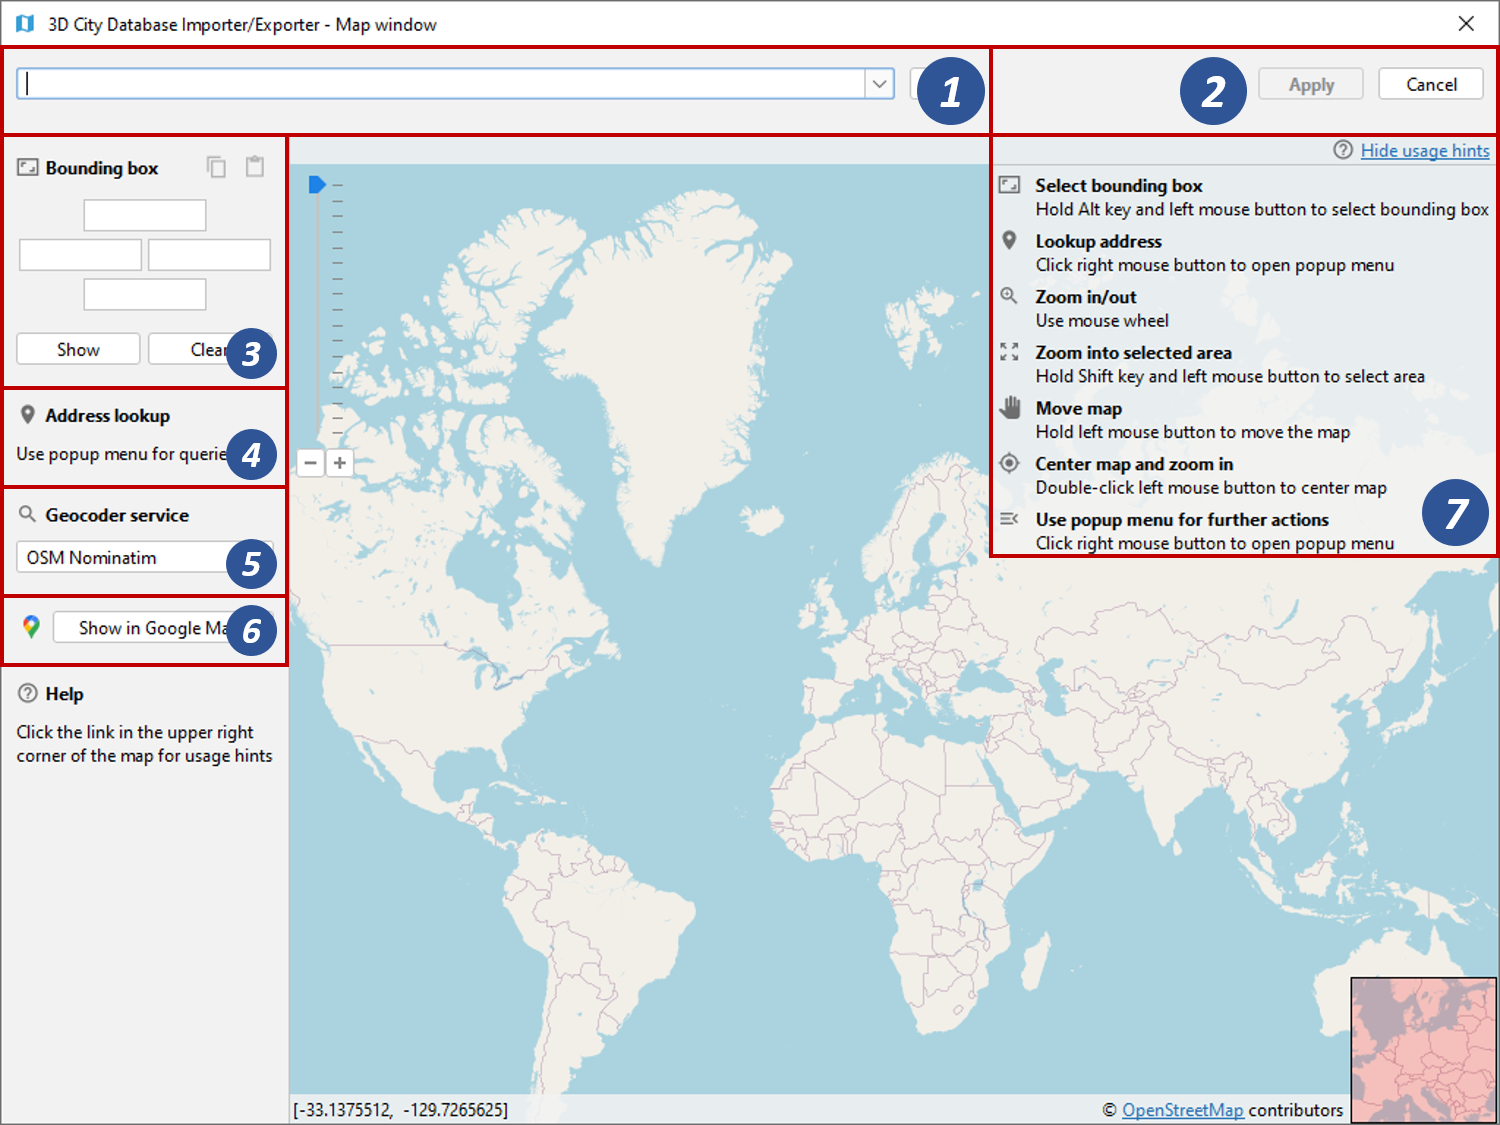 3D City Database Importer/Exporter - Map window
1
2
Apply
Cancel
Bounding box
Show
Clear
3
Address lookup
Use popup menu for querie
4
Geocoder service
OSM Nominatim
5
Show in Google Ma
6
Help
Click the link in the upper right
corner of the map for usage hints
Hide usage hints
Select bounding box
Hold Alt key and left mouse button to select bounding box
Lookup address
Click right mouse button to open popup menu
Zoom in/out
Use mouse wheel
Zoom into selected area
Hold Shift key and left mouse button to select area
Move map
Hold left mouse button to move the map
Center map and zoom in
Double-click left mouse button to center map
Use popup menu for further actions
Click right mouse button to open popup menu
7
[-33.1375512, -129.7265625]
© OpenStreetMap contributors